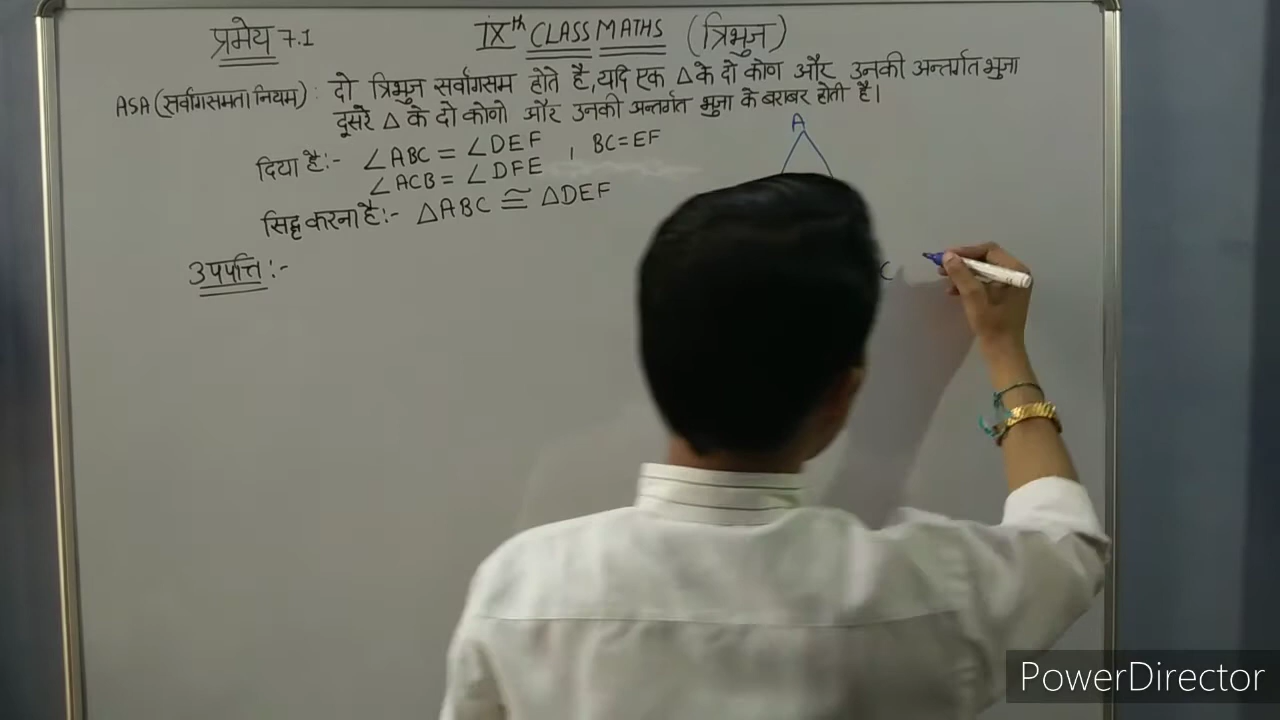 प्रमेय 7.1
IXth CLASS MATHS (त्रिभुज)
ASA (सर्वांगसमता नियम) : दो त्रिभुज सर्वांगसम होते है, यदि एक △ के दो कोण और उनकी अन्तर्गत भुजा
दूसरे △ के दो कोणो और उनकी अन्तर्गत भुजा के बराबर होती है।
दिया है:- ∠ABC = ∠DEF , BC=EF
∠ACB = ∠DFE
सिद्ध करना है:- △ABC ≅ △DEF
उपपत्ति :-
A
C
PowerDirector